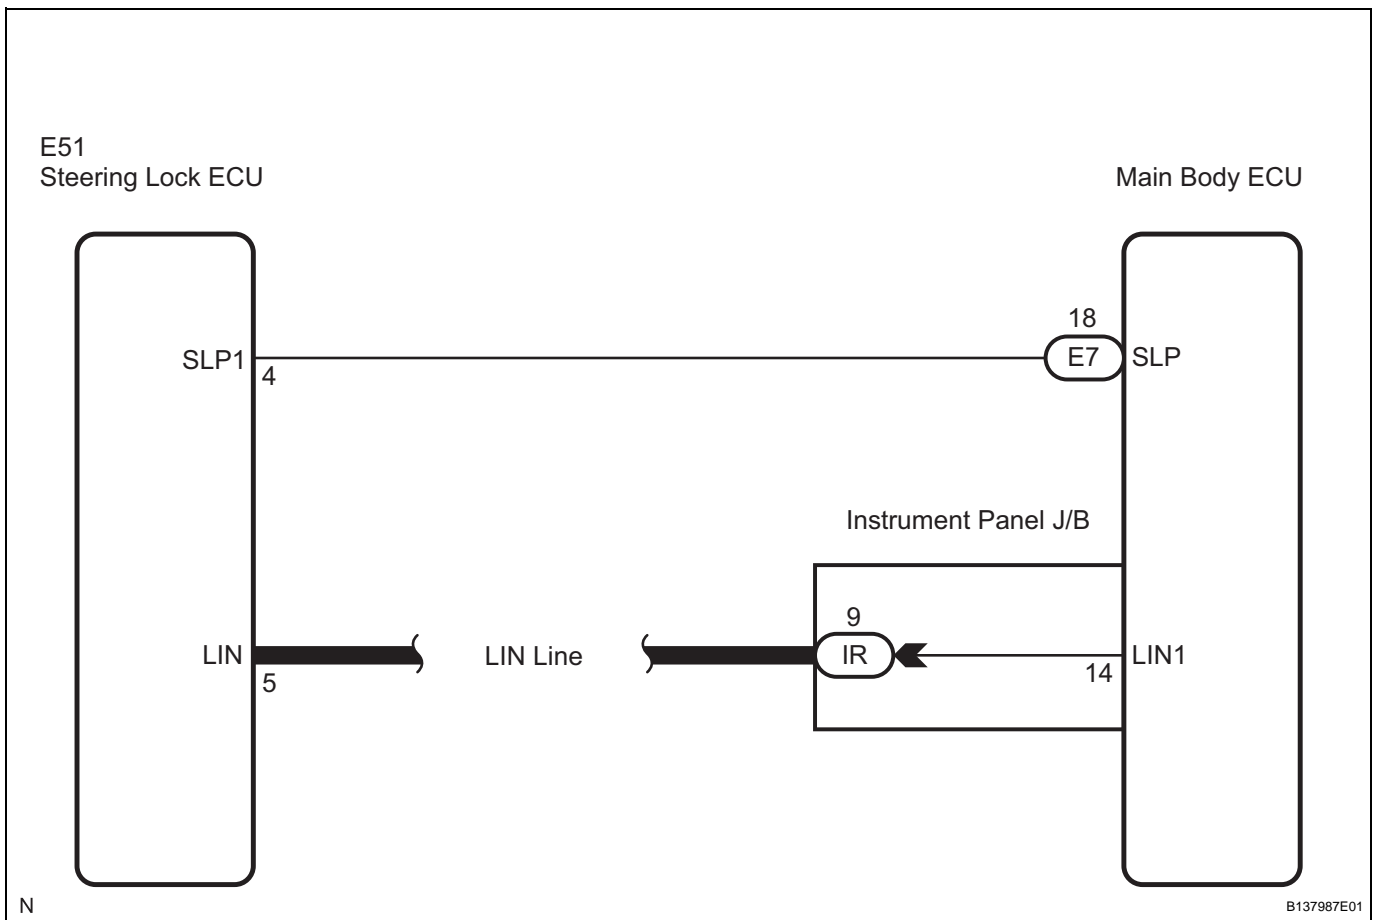 E51
Steering Lock ECU
Main Body ECU
18
SLP1
E7
SLP
4
Instrument Panel J/B
9
LIN
LIN Line
IR
LIN1
5
14
N
B137987E01